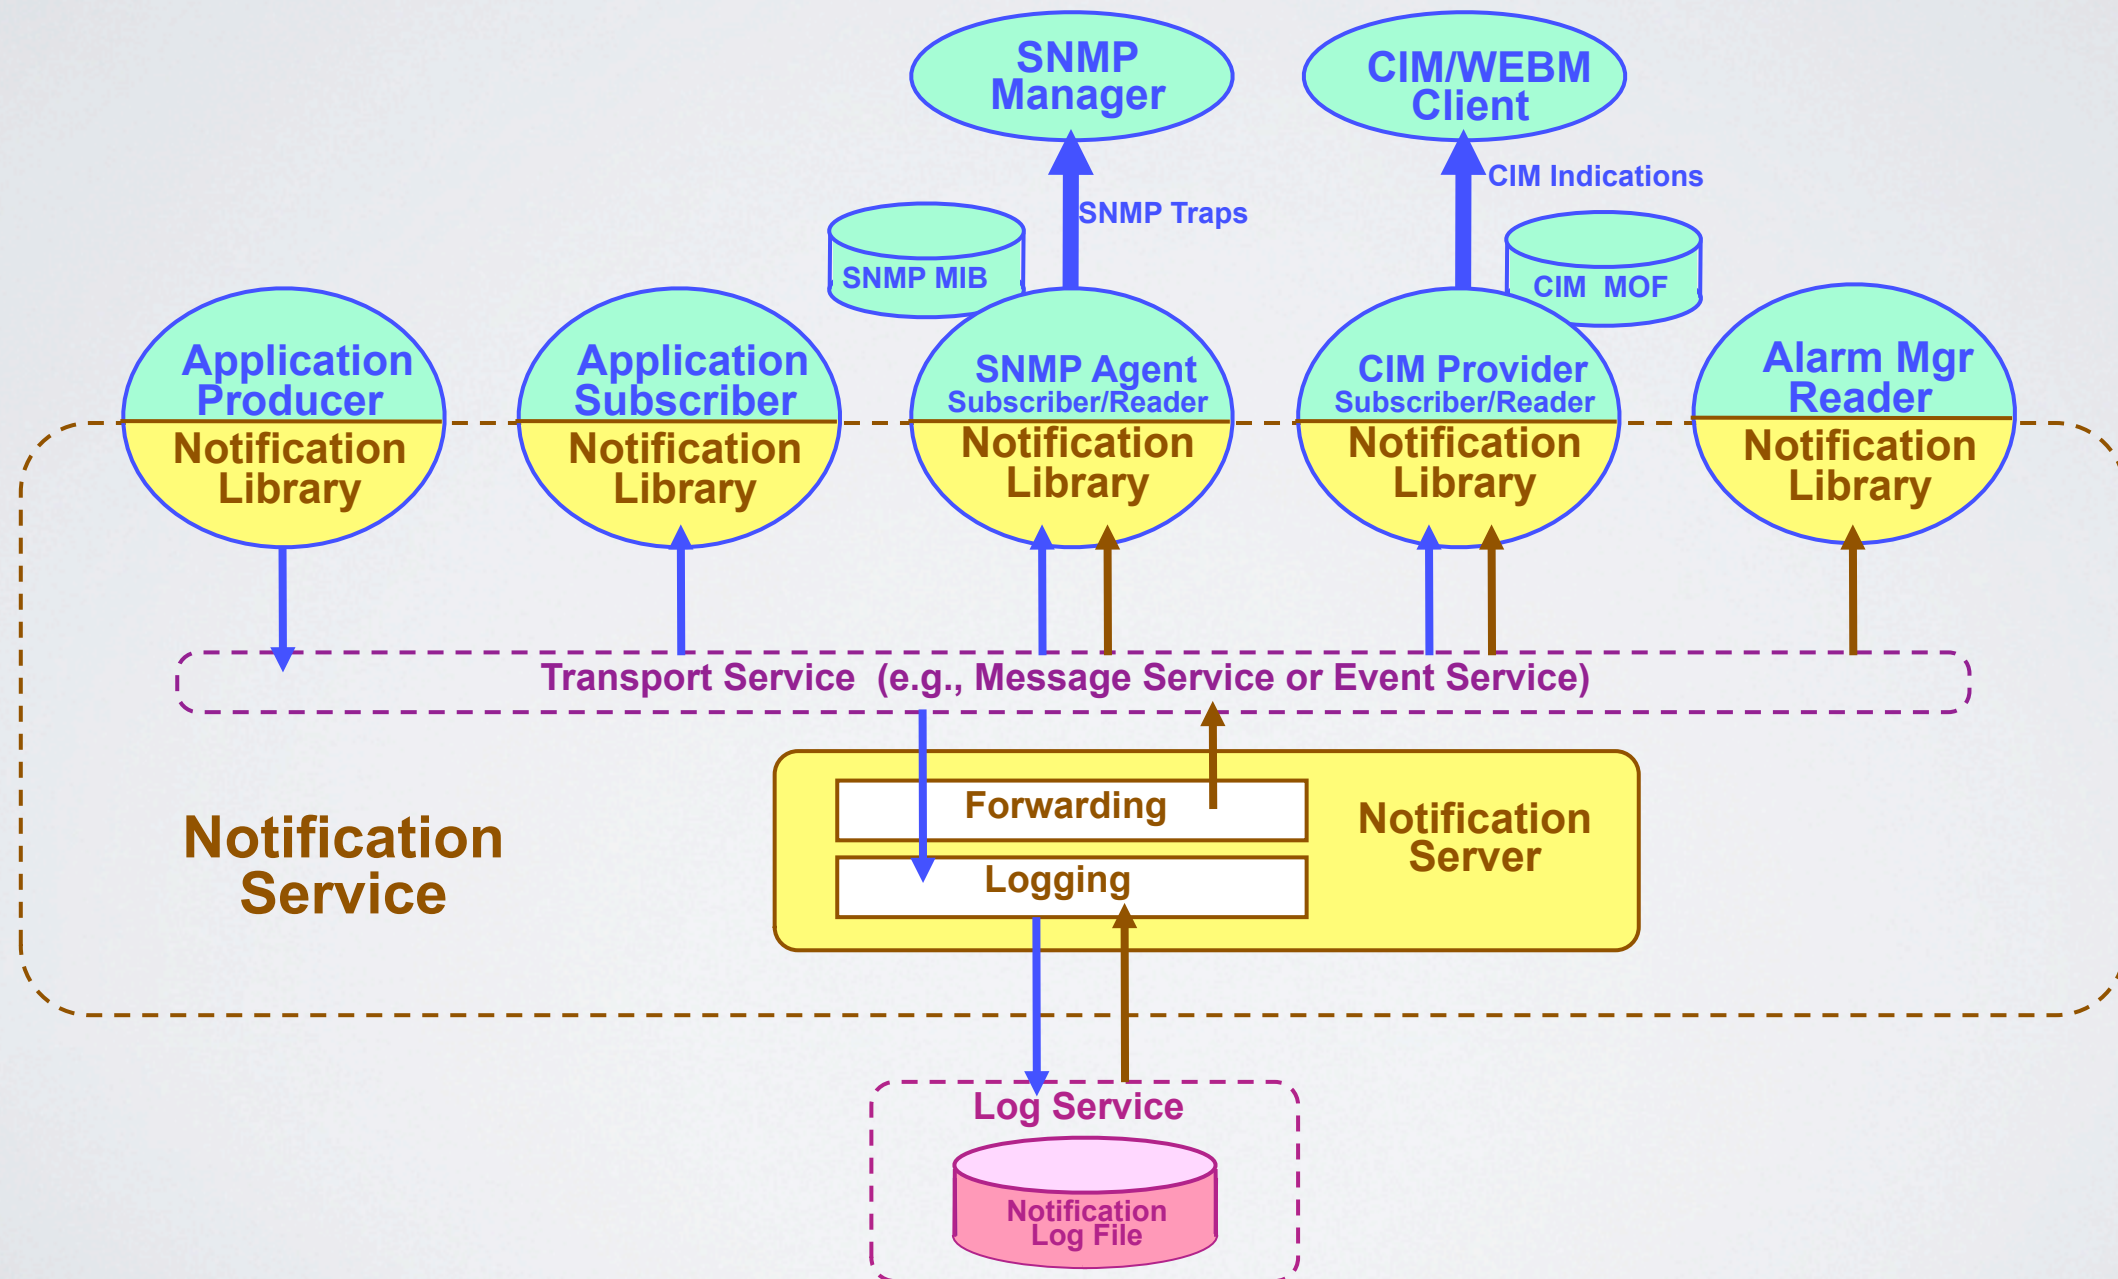 SNMP
Manager
CIM/WEBM
Client
CIM Indications
SNMP Traps
SNMP MIB
CIM  MOF
Application
Producer
Notification
Library
Application
Subscriber
Notification
Library
SNMP Agent
Subscriber/Reader
Notification
Library
CIM Provider
Subscriber/Reader
Notification
Library
Alarm Mgr
Reader
Notification
Library
Transport Service  (e.g., Message Service or Event Service)
Notification
Service
Forwarding
Logging
Notification
Server
Log Service
Notification
Log File